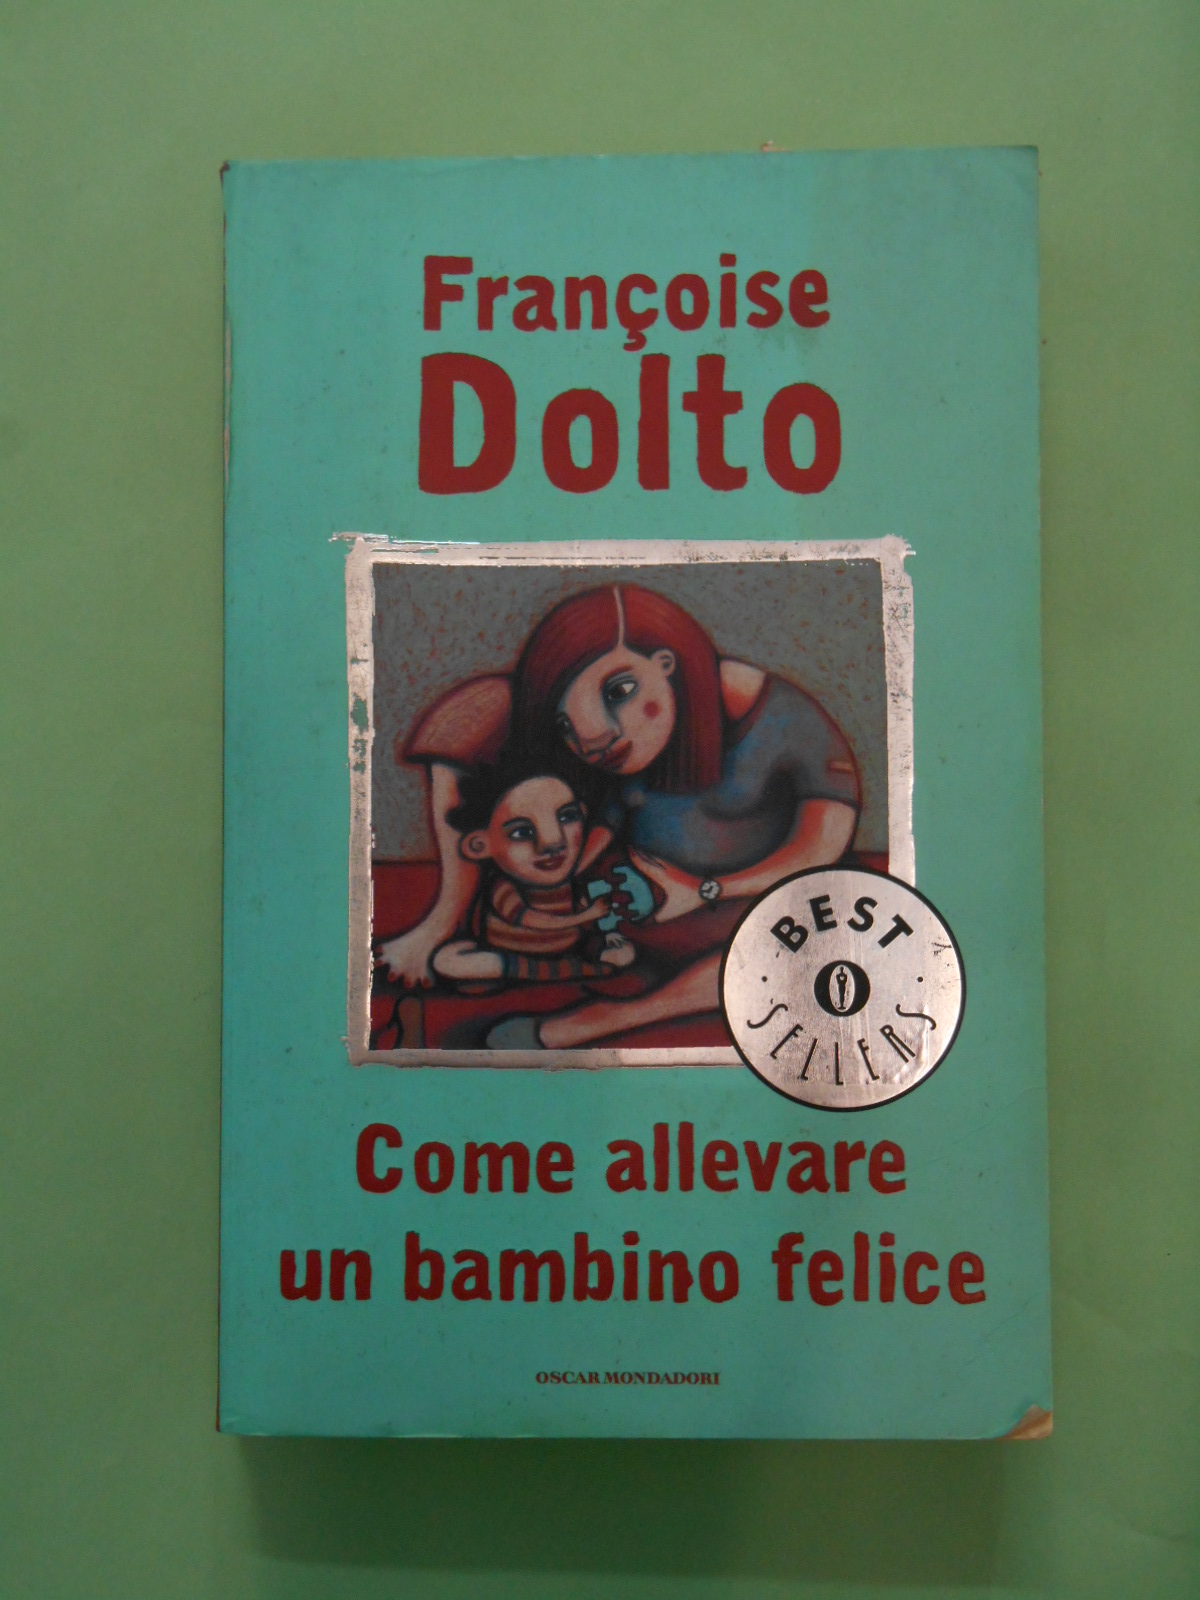 Françoise
Dolto
BEST
SELLERS
Come allevare
un bambino felice
OSCAR MONDADORI